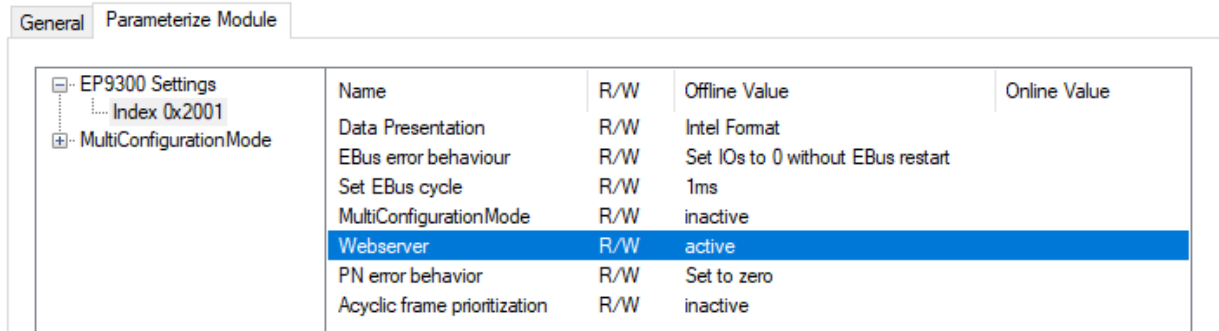 General Parameterize Module
EP9300 Settings
Index 0x2001
MultiConfigurationMode
Name R/W Offline Value Online Value
Data Presentation R/W Intel Format
EBus error behaviour R/W Set IOs to 0 without EBus restart
Set EBus cycle R/W 1ms
MultiConfigurationMode R/W inactive
Webserver R/W active
PN error behavior R/W Set to zero
Acyclic frame prioritization R/W inactive